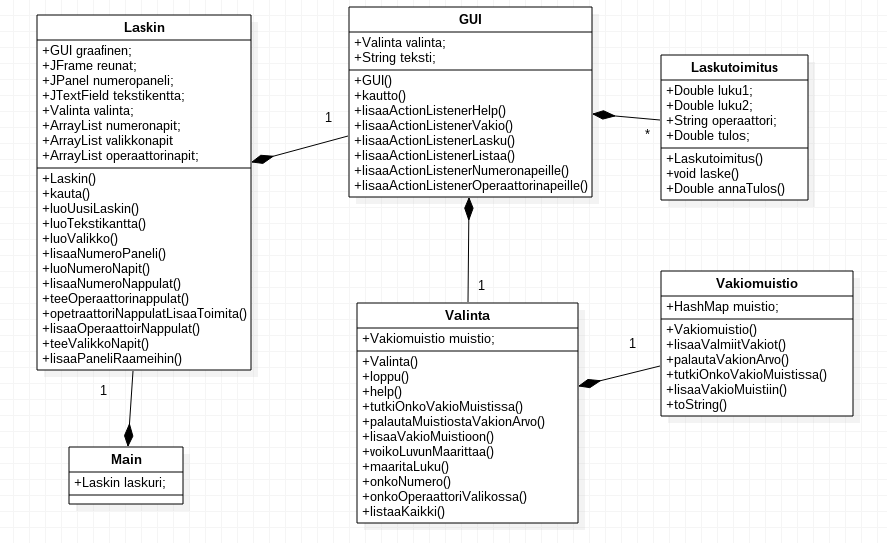 Laskin
+GUI graafinen;
+JFrame reunat;
+JPanel numeropaneli;
+JTextField tekstikentta;
+Valinta valinta;
+ArrayList numeronapit;
+ArrayList valikkonapit
+ArrayList operaattorinapit;
+Laskin()
+kauta()
+luoUusiLaskin()
+luoTekstikantta()
+luoValikko()
+lisaaNumeroPaneli()
+luoNumeroNapit()
+lisaaNumeroNappulat()
+teeOperaattorinappulat()
+opetraattoriNappulatLisaaToimita()
+lisaaOperaattoirNappulat()
+teeValikkoNapit()
+lisaaPaneliRaameihin()
1
GUI
+Valinta valinta;
+String teksti;
+GUI()
+kautto()
+lisaaActionListenerHelp()
+lisaaActionListenerVakio()
+lisaaActionListenerLasku()
+lisaaActionListenerListaa()
+lisaaActionListenerNumeronapeille()
+lisaaActionListenerOperaattorinapeille()
*
Laskutoimitus
+Double luku1;
+Double luku2;
+String operaattori;
+Double tulos;
+Laskutoimitus()
+void laske()
+Double annaTulos()
1
Valinta
+Vakiomuistio muistio;
+Valinta()
+loppu()
+help()
+tutkiOnkoVakioMuistissa()
+palautaMuistiostaVakionArvo()
+lisaaVakioMuistioon()
+voikoLuvunMaarittaa()
+maaritaLuku()
+onkoNumero()
+onkoOperaattoriValikossa()
+listaaKaikki()
1
Vakiomuistio
+HashMap muistio;
+Vakiomuistio()
+lisaaValmiitVakiot()
+palautaVakionArvo()
+tutkiOnkoVakioMuistissa()
+lisaaVakioMuistiin()
+toString()
1
Main
+Laskin laskuri;